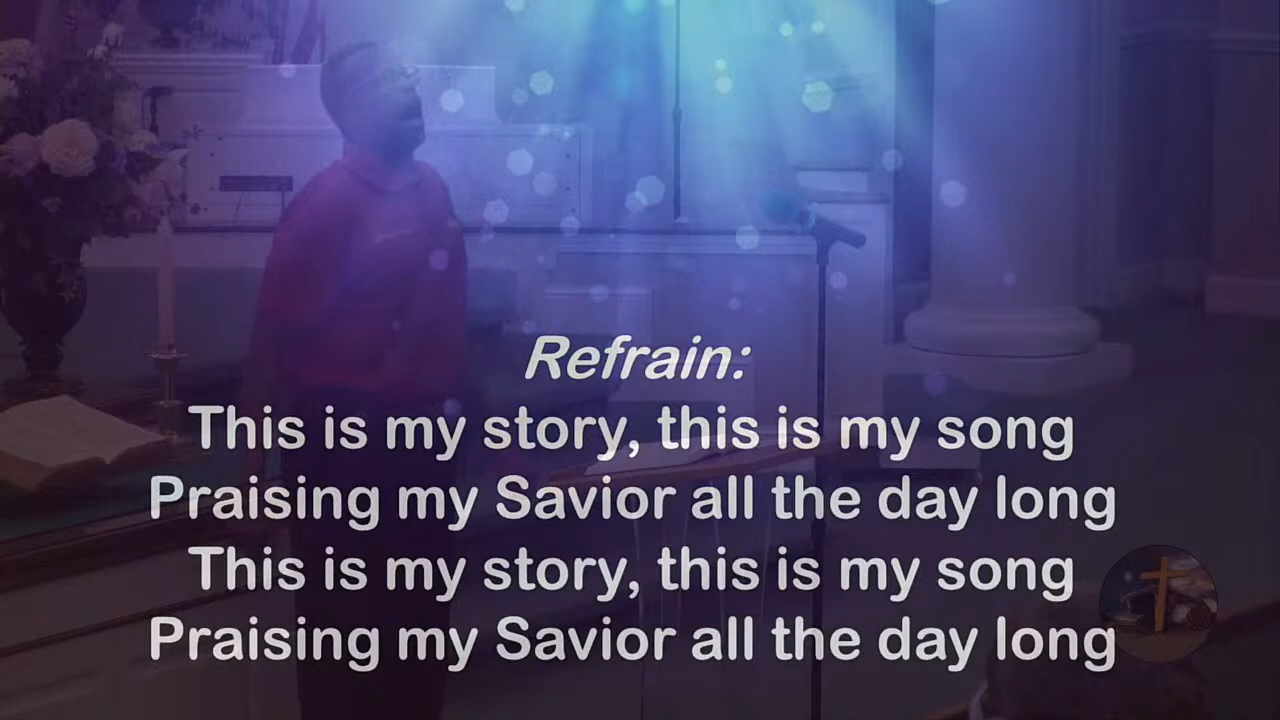 Refrain:
This is my story, this is my song
Praising my Savior all the day long
This is my story, this is my song
Praising my Savior all the day long